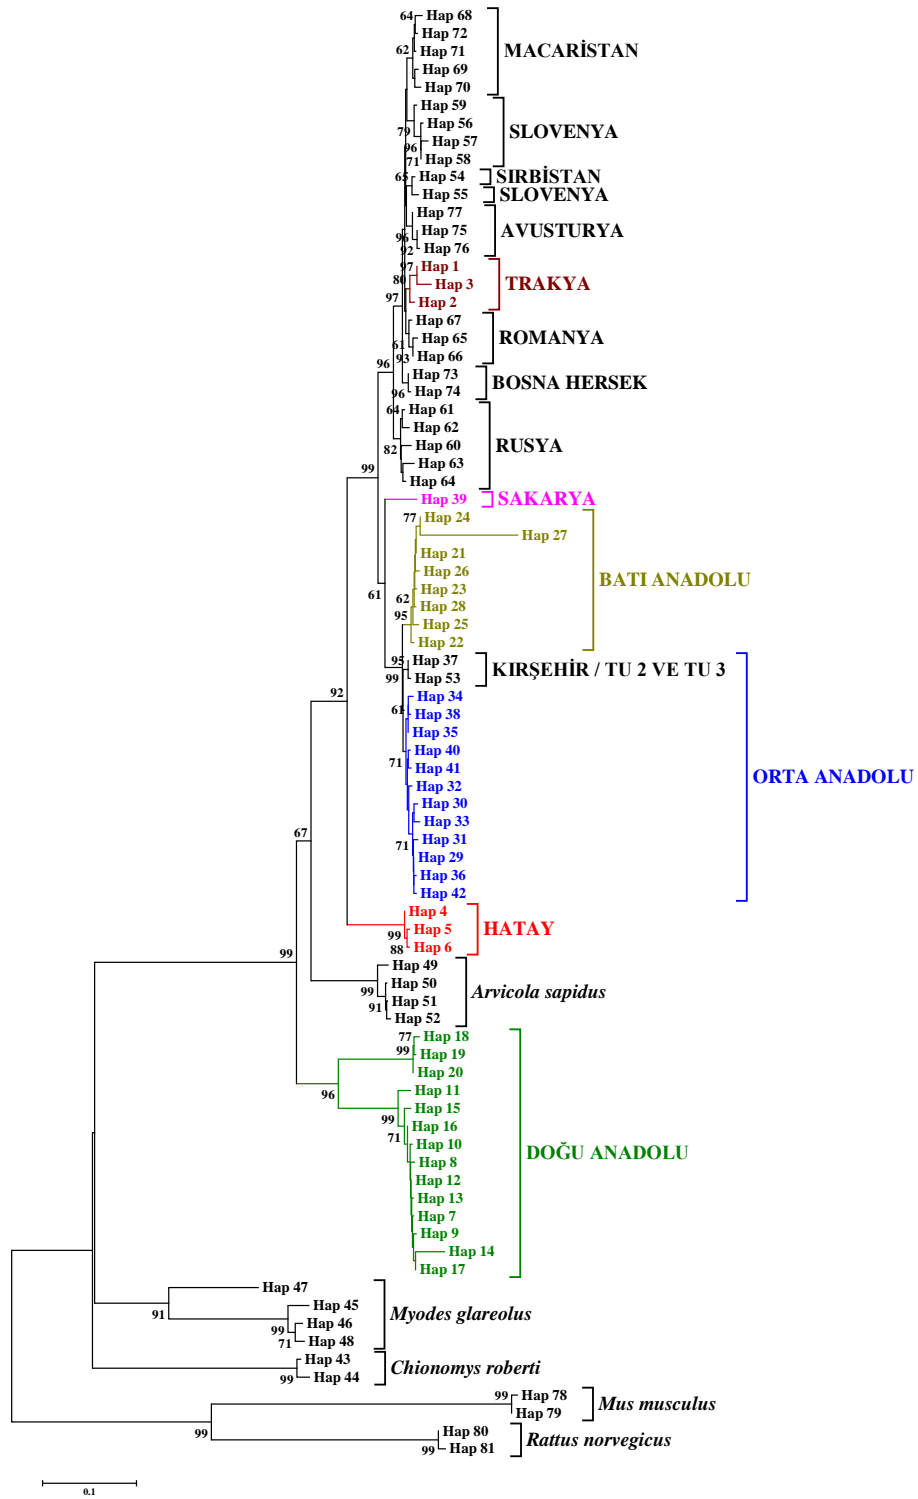 64 Hap 68
Hap 72
62 Hap 71
Hap 69
Hap 70
MACARİSTAN
Hap 59
79 Hap 56
96 Hap 57
71 Hap 58
SLOVENYA
65 Hap 54
SIRBİSTAN
Hap 55
SLOVENYA
Hap 77
96 Hap 75
92 Hap 76
AVUSTURYA
97 Hap 1
80 Hap 3
Hap 2
TRAKYA
97
Hap 67
61 Hap 65
93 Hap 66
ROMANYA
96
Hap 73
96 Hap 74
BOSNA HERSEK
64 Hap 61
Hap 62
82 Hap 60
Hap 63
Hap 64
RUSYA
99
Hap 39
SAKARYA
77 Hap 24
Hap 27
Hap 21
Hap 26
Hap 23
62 Hap 28
95 Hap 25
Hap 22
BATI ANADOLU
61
95 Hap 37
99 Hap 53
KIRŞEHİR / TU 2 VE TU 3
92
Hap 34
61 Hap 38
Hap 35
71 Hap 40
Hap 41
Hap 32
Hap 30
Hap 33
71 Hap 31
Hap 29
Hap 36
Hap 42
ORTA ANADOLU
67
Hap 4
99 Hap 5
88 Hap 6
HATAY
99
Hap 49
99 Hap 50
91 Hap 51
Hap 52
Arvicola sapidus
77 Hap 18
99 Hap 19
Hap 20
96
Hap 11
99 Hap 15
71 Hap 16
Hap 10
Hap 8
Hap 12
Hap 13
Hap 7
Hap 9
Hap 14
Hap 17
DOĞU ANADOLU
Hap 47
91
Hap 45
99 Hap 46
71 Hap 48
Myodes glareolus
Hap 43
99 Hap 44
Chionomys roberti
99 Hap 78
Hap 79
Mus musculus
99
Hap 80
99 Hap 81
Rattus norvegicus
0.1